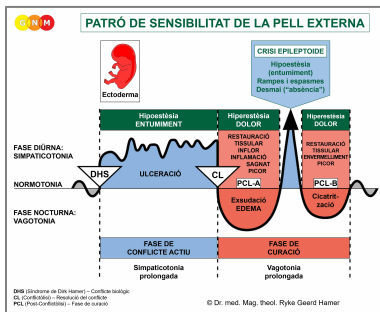 GNM
PATRÓ DE SENSIBILITAT DE LA PELL EXTERNA
CRISI EPILEPTOIDE
Hipoestèsia
(entumiment)
Rampes i espasmes
Desmai ("absència")
Ectoderma
Hipoestèsia
ENTUMIMENT
Hiperestèsia
DOLOR
Hiperestèsia
DOLOR
FASE DIÜRNA:
SIMPATICOTONIA
RESTAURACIÓ
TISSULAR
INFLOR
INFLAMACIÓ
SAGNAT
PICOR
RESTAURACIÓ
TISSULAR
ENVERMELLIMENT
PICOR
DHS
ULCERACIÓ
CL
PCL-A
PCL-B
NORMOTONIA
Exsudació
EDEMA
Cicatrit-
zació
FASE NOCTURNA:
VAGOTONIA
FASE DE
CONFLICTE ACTIU
FASE DE
CURACIÓ
Simpaticotonia
prolongada
Vagotonia
prolongada
DHS (Síndrome de Dirk Hamer) – Conflicte biològic
CL (Conflictòlisi) – Resolució del conflicte
PCL (Post-Conflictòlisi) – Fase de curació
© Dr. med. Mag. theol. Ryke Geerd Hamer